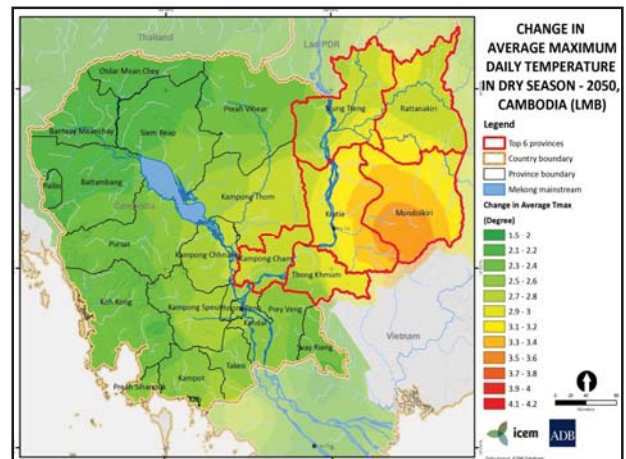 CHANGE IN
AVERAGE MAXIMUM
DAILY TEMPERATURE
IN DRY SEASON - 2050,
CAMBODIA (LMB)
Legend
Top 6 provinces
Country boundary
Province boundary
Mekong mainstream
Change in Average Tmax
(Degree)
1.5 - 2
2.1 - 2.2
2.3 - 2.4
2.5 - 2.6
2.7 - 2.8
2.9 - 3
3.1 - 3.2
3.3 - 3.4
3.5 - 3.6
3.7 - 3.8
3.9 - 4
4.1 - 4.2
icem
ADB
Thailand
Lao PDR
Otdar Mean Chey
Preah Vihear
Stung Treng
Rattanakiri
Banteay Meanchey
Siem Reap
Pailin
Battambang
Cambodia
Kampong Thom
Kratie
Mondolkiri
Pursat
Kampong Chhnang
Kampong Cham
Tbong Khmum
Koh Kong
Kampong Speu
Prey Veng
Kandal
Svay Rieng
Vietnam
Takeo
Preah Sihanouk
Kampot
Kep